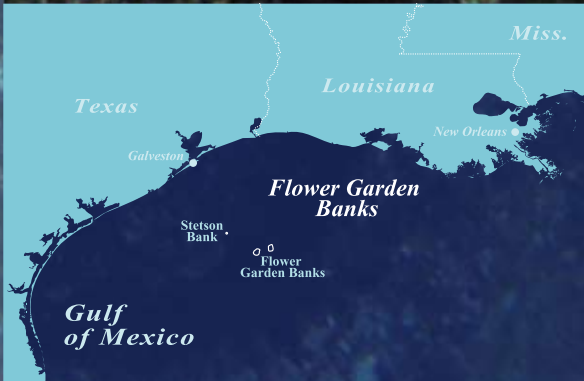 Miss.
Louisiana
Texas
New Orleans
Galveston
Flower Garden
Banks
Stetson
Bank
Flower
Garden Banks
Gulf
of Mexico